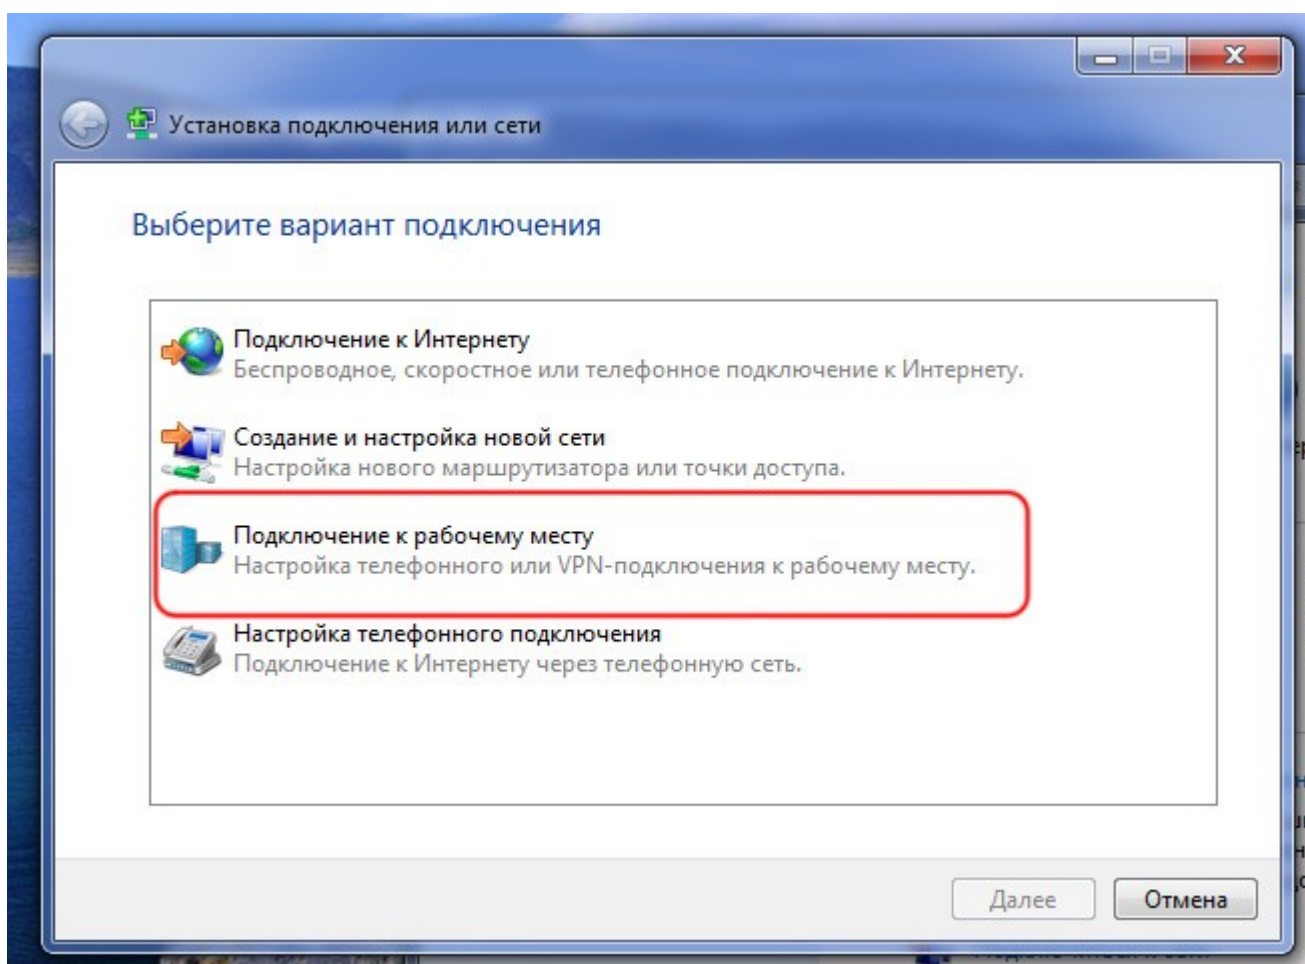 Установка подключения или сети
Выберите вариант подключения
Подключение к Интернету
Беспроводное, скоростное или телефонное подключение к Интернету.
Создание и настройка новой сети
Настройка нового маршрутизатора или точки доступа.
Подключение к рабочему месту
Настройка телефонного или VPN-подключения к рабочему месту.
Настройка телефонного подключения
Подключение к Интернету через телефонную сеть.
Далее
Отмена